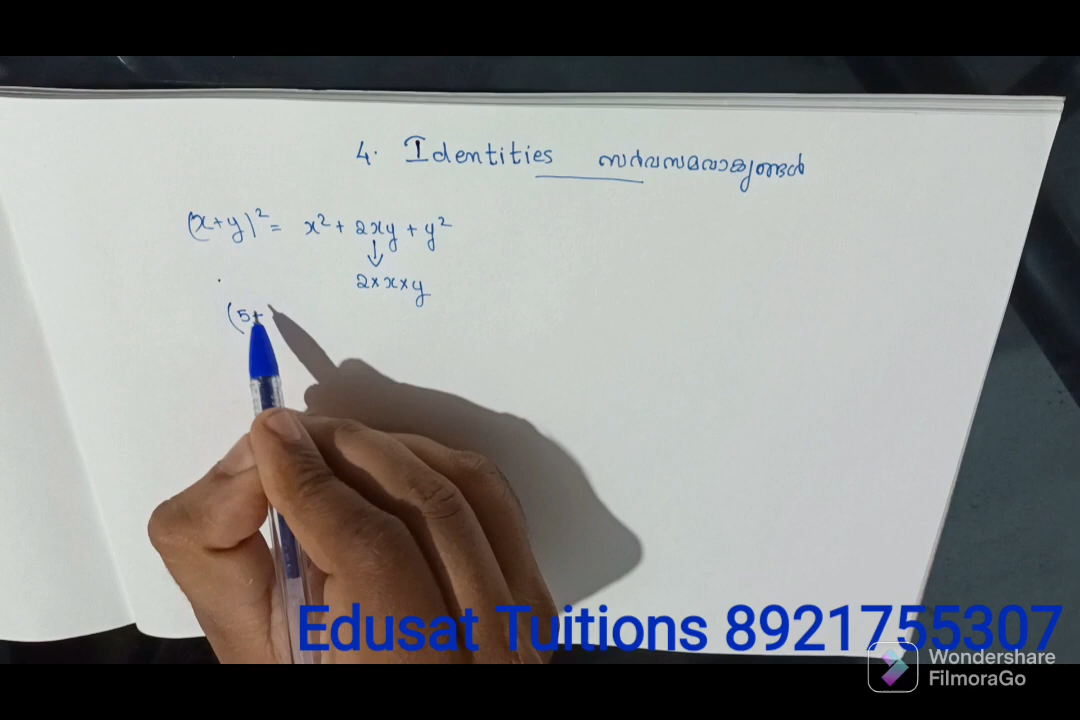 4. Identities സർവസമവാക്യങ്ങൾ
(x+y)² = x² + 2xy + y²
↓
2×x×y
(5+
Edusat Tuitions 8921755307
Wondershare
FilmoraGo